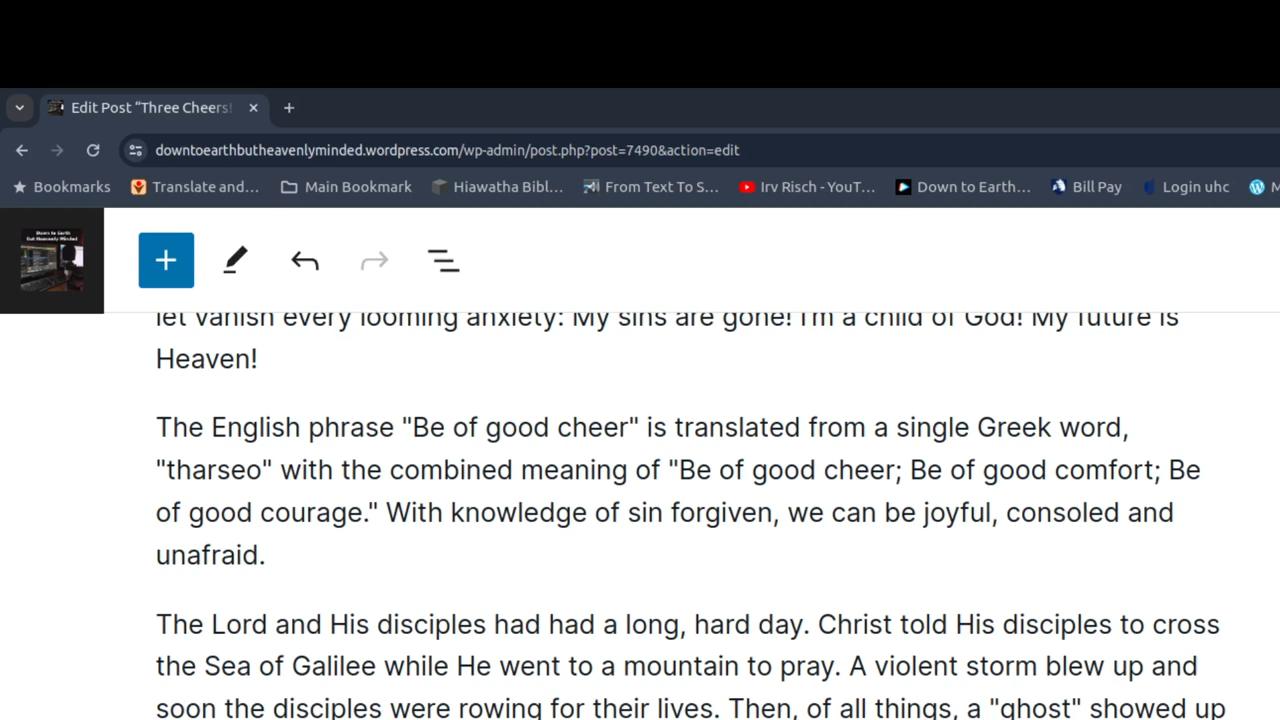 Edit Post “Three Cheers!
downtoearthbutheavenlyminded.wordpress.com/wp-admin/post.php?post=7490&action=edit
Bookmarks Translate and... Main Bookmark Hiawatha Bibl... From Text To S... Irv Risch - YouT... Down to Earth... Bill Pay Login uhc M
Down to Earth
But Heavenly Minded
let vanish every looming anxiety: My sins are gone! I'm a child of God! My future is
Heaven!
The English phrase "Be of good cheer" is translated from a single Greek word,
"tharseo" with the combined meaning of "Be of good cheer; Be of good comfort; Be
of good courage." With knowledge of sin forgiven, we can be joyful, consoled and
unafraid.
The Lord and His disciples had had a long, hard day. Christ told His disciples to cross
the Sea of Galilee while He went to a mountain to pray. A violent storm blew up and
soon the disciples were rowing for their lives. Then, of all things, a "ghost" showed up